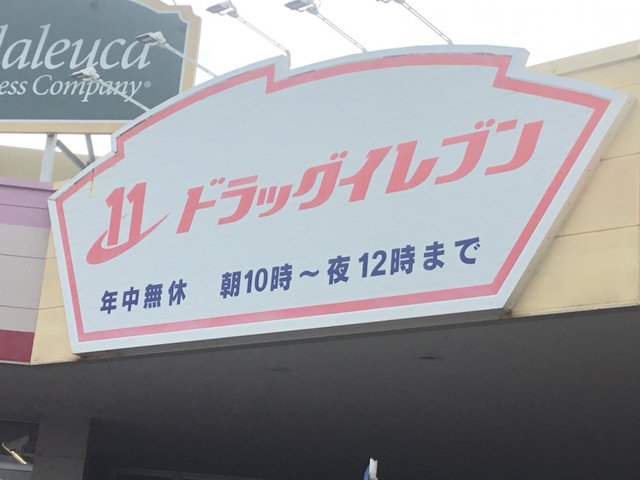 aleuca
ess Company®
11 ドラッグイレブン
年中無休 朝10時～夜12時まで